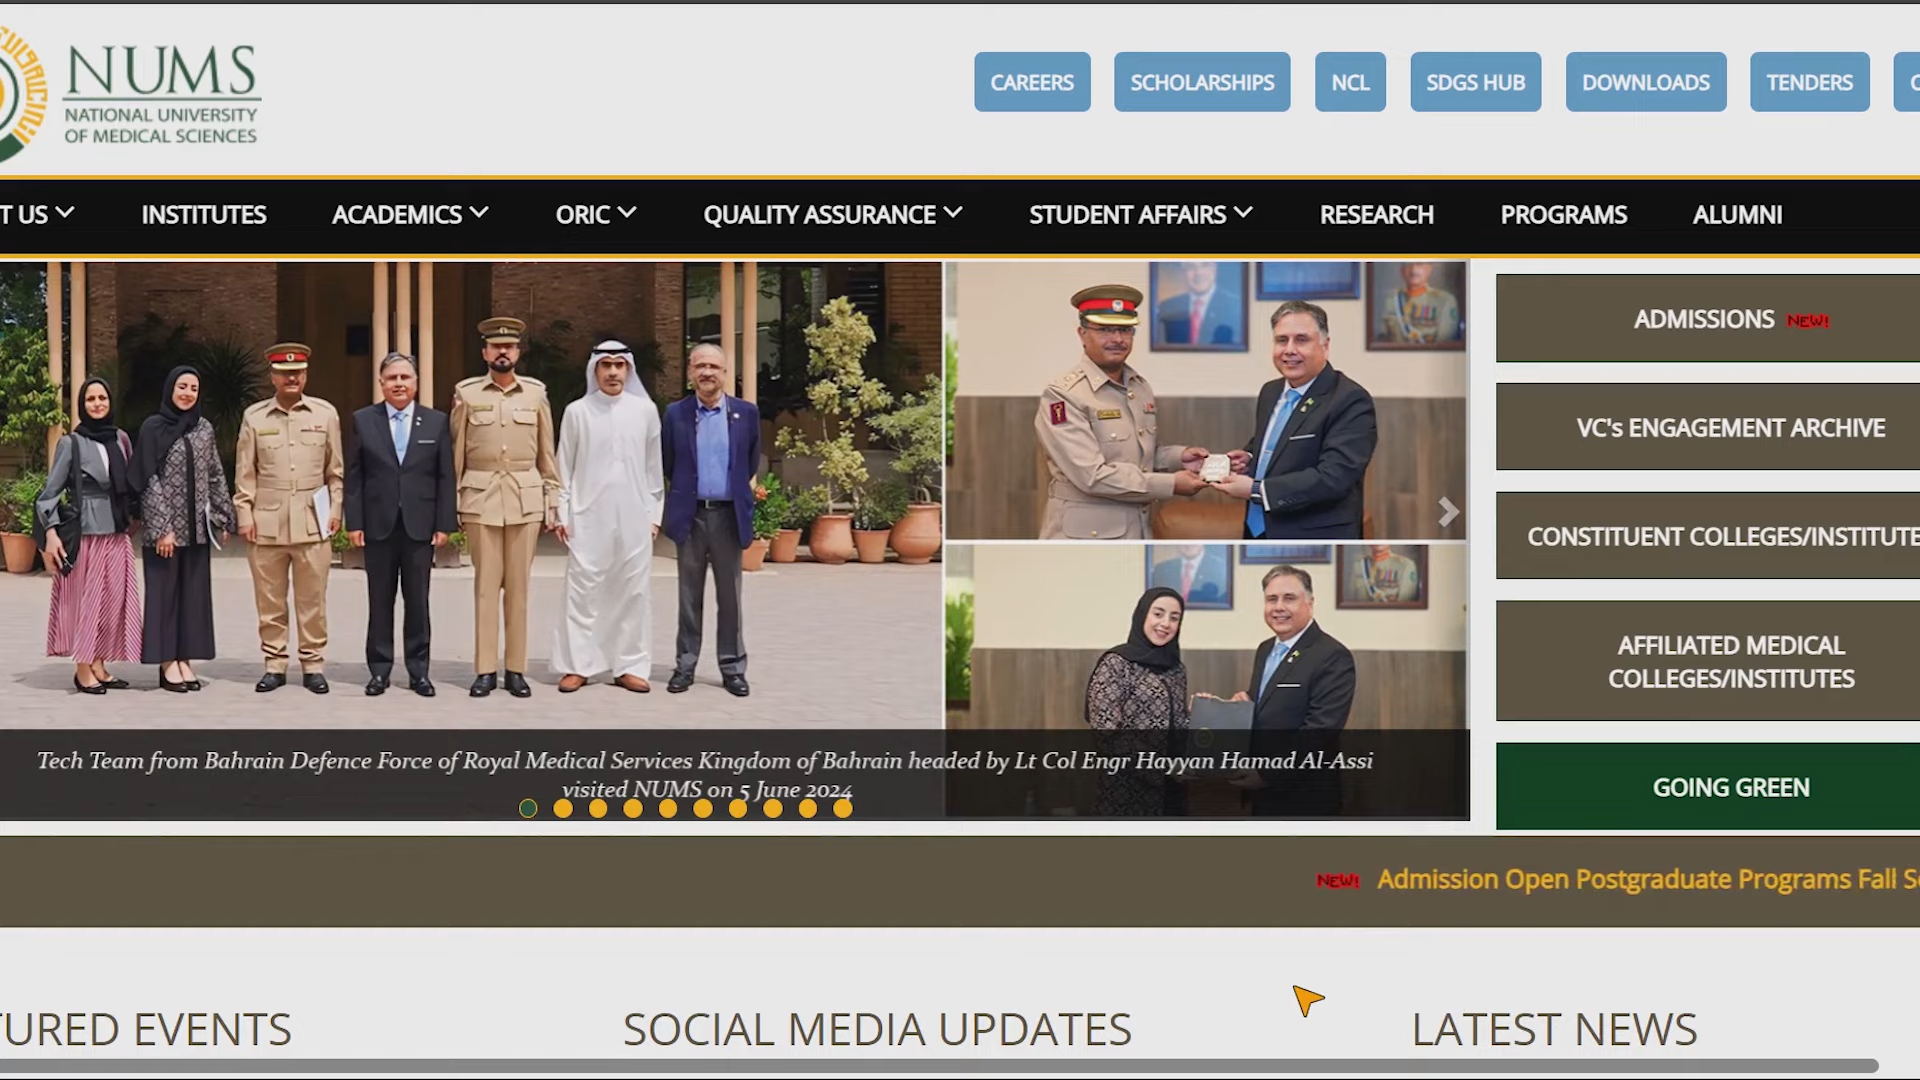 NUMS
NATIONAL UNIVERSITY
OF MEDICAL SCIENCES
CAREERS
SCHOLARSHIPS
NCL
SDGS HUB
DOWNLOADS
TENDERS
T US
INSTITUTES
ACADEMICS
ORIC
QUALITY ASSURANCE
STUDENT AFFAIRS
RESEARCH
PROGRAMS
ALUMNI
Tech Team from Bahrain Defence Force of Royal Medical Services Kingdom of Bahrain headed by Lt Col Engr Hayyan Hamad Al-Assi
visited NUMS on 5 June 2024
ADMISSIONS NEW!
VC's ENGAGEMENT ARCHIVE
CONSTITUENT COLLEGES/INSTITUTE
AFFILIATED MEDICAL
COLLEGES/INSTITUTES
GOING GREEN
NEW! Admission Open Postgraduate Programs Fall S
TURED EVENTS
SOCIAL MEDIA UPDATES
LATEST NEWS